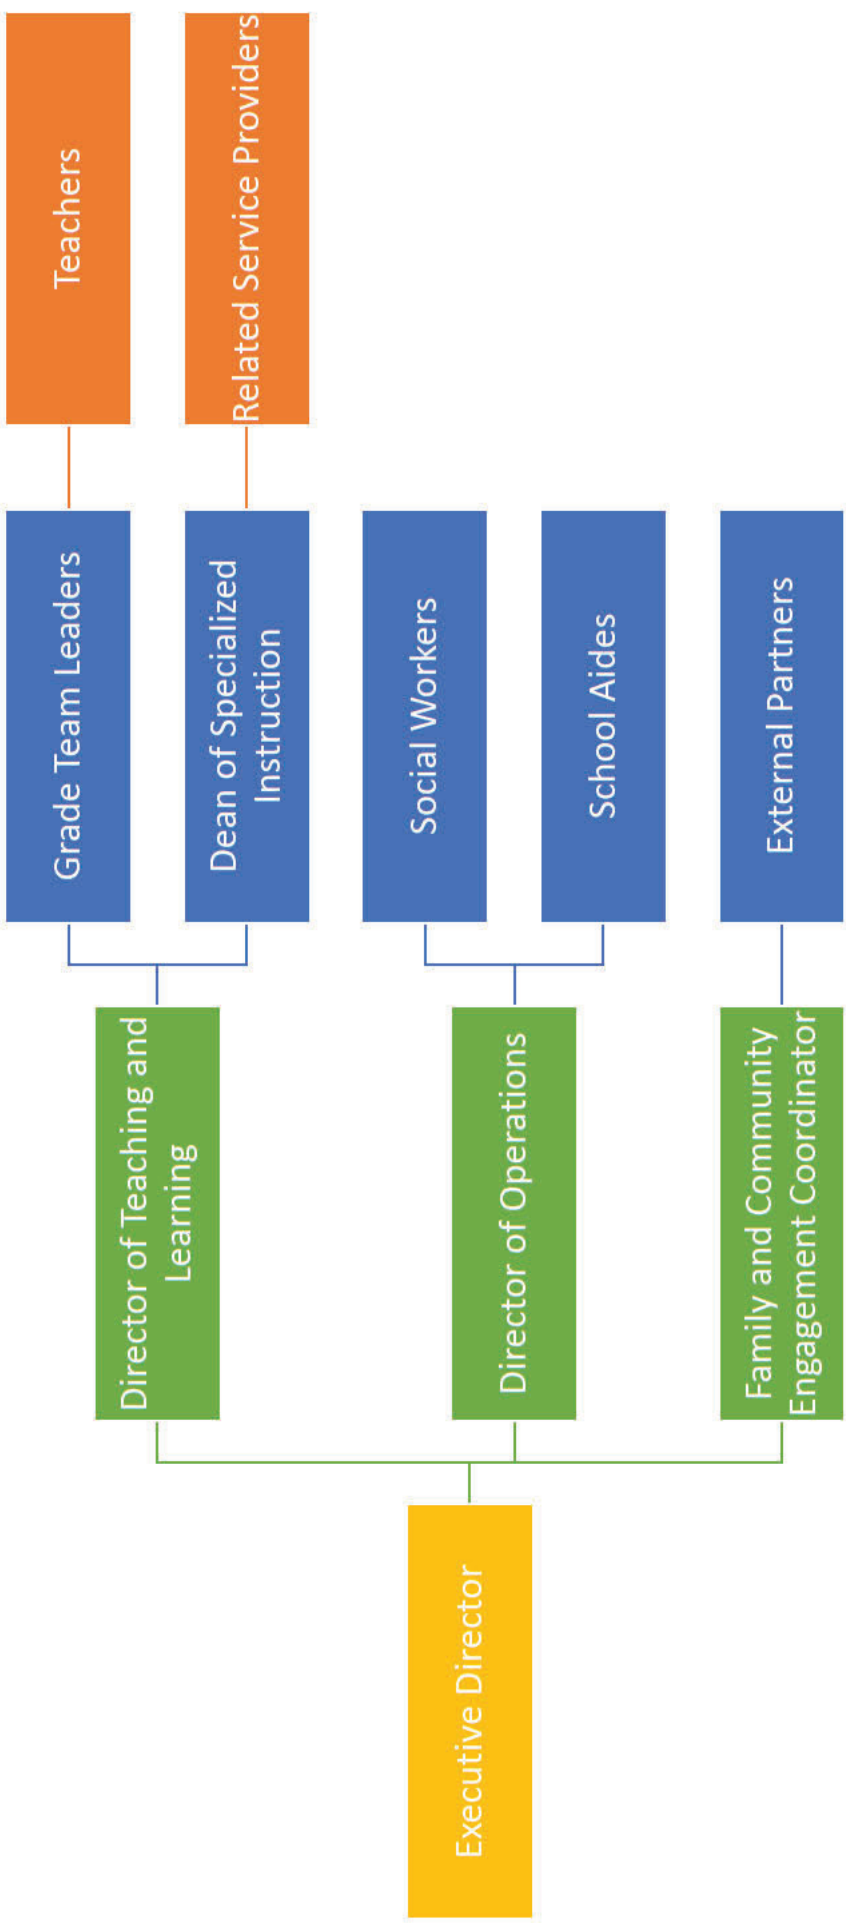 Executive Director
Director of Teaching and
Learning
Director of Operations
Family and Community
Engagement Coordinator
Grade Team Leaders
Dean of Specialized
Instruction
Social Workers
School Aides
External Partners
Teachers
Related Service Providers